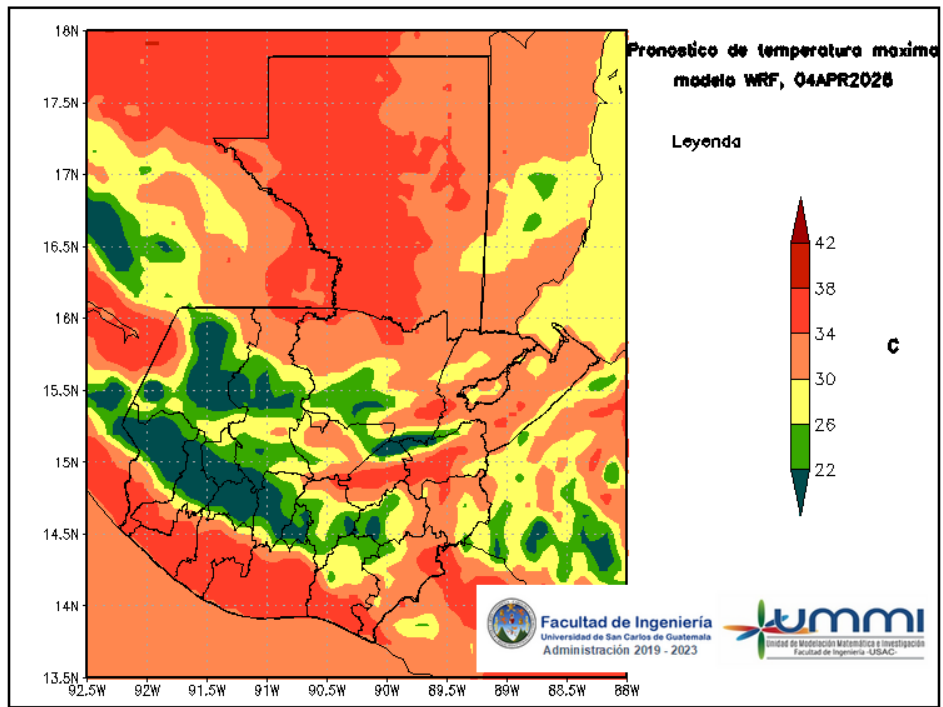 Pronostico de temperatura maxima
modelo WRF, 04APR2026
Leyenda
42
38
34
30
26
22
C
18N
17.5N
17N
16.5N
16N
15.5N
15N
14.5N
14N
13.5N
92.5W
92W
91.5W
91W
90.5W
90W
89.5W
89W
88.5W
88W
Facultad de Ingeniería
Universidad de San Carlos de Guatemala
Administración 2019 - 2023
ummi
Unidad de Modelación Matemática e Investigación
Facultad de Ingeniería -USAC-